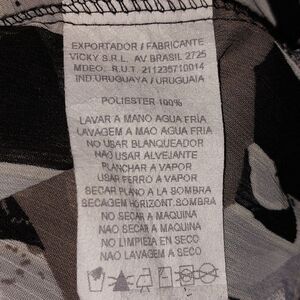 EXPORTADOR / FABRICANTE
VICKY S.R.L. AV. BRASIL 2725
MDEO. R.U.T. 211235710014
IND.URUGUAYA / URUGUAIA
POLIESTER 100%
LAVAR A MANO AGUA FRIA
LAVAGEM A MAO AGUA FRIA
NO USAR BLANQUEADOR
NAO USAR ALVEJANTE
PLANCHAR A VAPOR
USAR FERRO A VAPOR
SECAR PLANO A LA SOMBRA
SECAGEM HORIZONT.SOMBRA
NO SECAR A MAQUINA
NAO SECAR A MAQUINA
NO LIMPIEZA EN SECO
NAO LAVAGEM A SECO